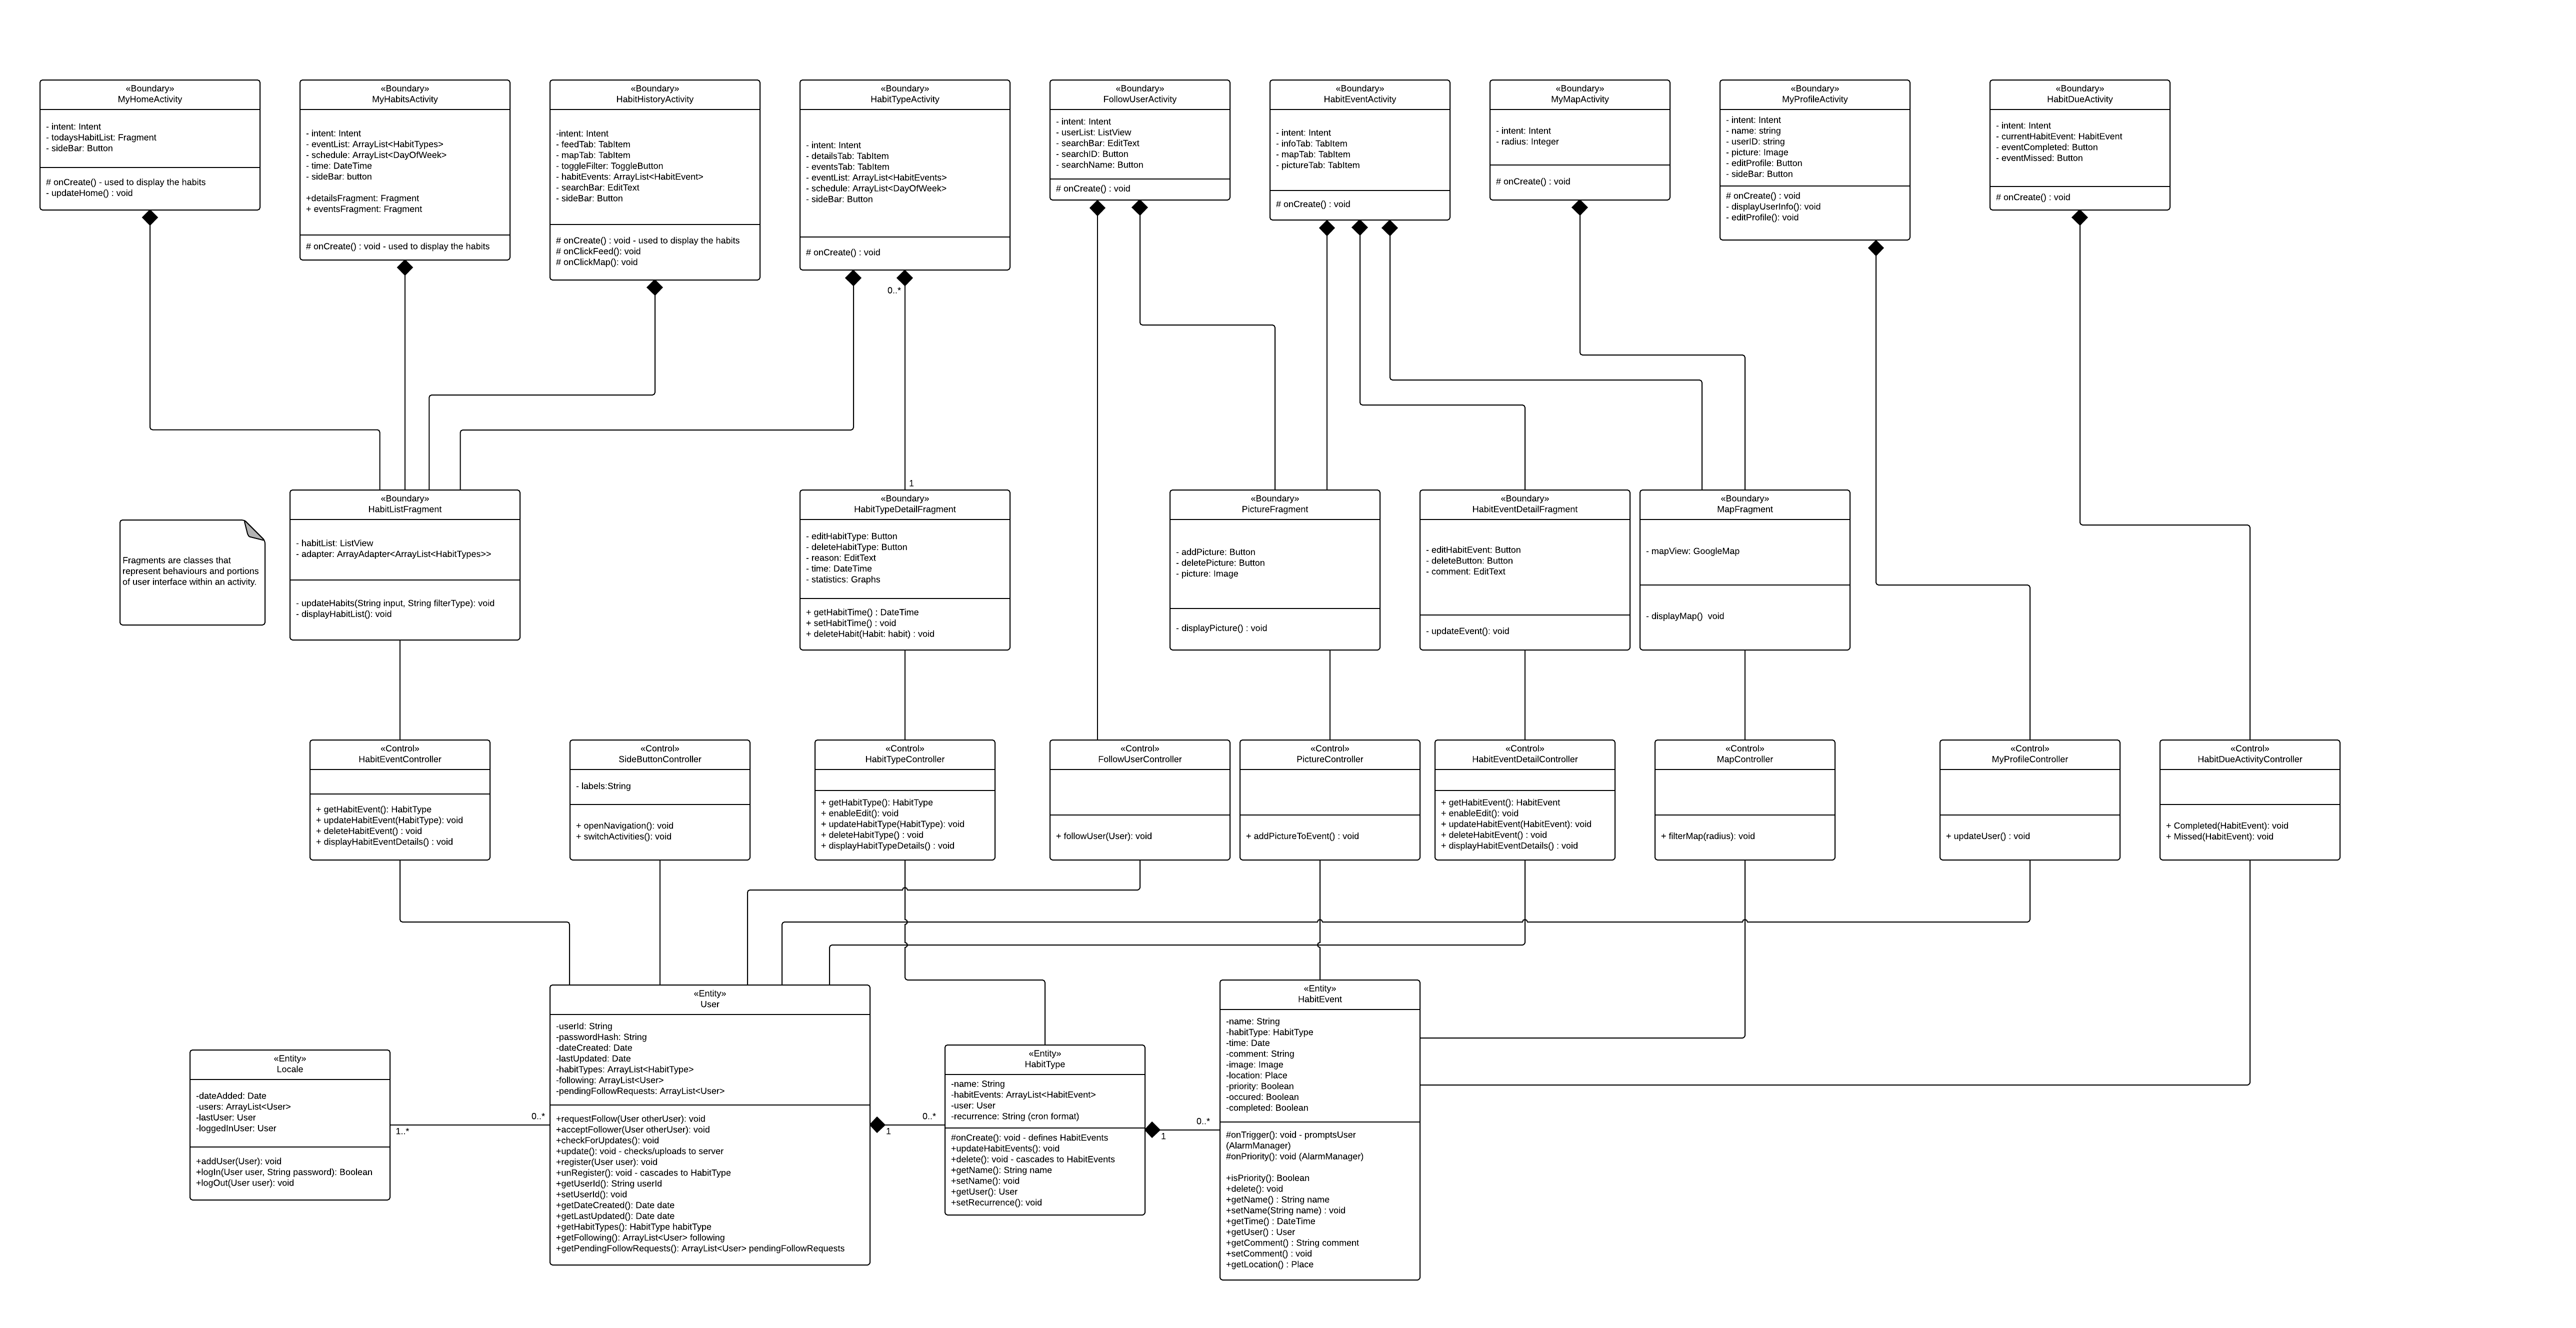 «Boundary»
MyHomeActivity
- intent: Intent
- todaysHabitList: Fragment
- sideBar: Button
# onCreate() - used to display the habits
- updateHome() : void
«Boundary»
MyHabitsActivity
- intent: Intent
- eventList: ArrayList<HabitTypes>
- schedule: ArrayList<DayOfWeek>
- time: DateTime
- sideBar: button
+detailsFragment: Fragment
+ eventsFragment: Fragment
# onCreate() : void - used to display the habits
«Boundary»
HabitHistoryActivity
-intent: Intent
- feedTab: TabItem
- mapTab: TabItem
- toggleFilter: ToggleButton
- habitEvents: ArrayList<HabitEvent>
- searchBar: EditText
- sideBar: Button
# onCreate() : void - used to display the habits
# onClickFeed(): void
# onClickMap(): void
«Boundary»
HabitTypeActivity
- intent: Intent
- detailsTab: TabItem
- eventsTab: TabItem
- eventList: ArrayList<HabitEvents>
- schedule: ArrayList<DayOfWeek>
- sideBar: Button
# onCreate() : void
0..*
1
«Boundary»
FollowUserActivity
- intent: Intent
- userList: ListView
- searchBar: EditText
- searchID: Button
- searchName: Button
# onCreate() : void
«Boundary»
HabitEventActivity
- intent: Intent
- infoTab: TabItem
- mapTab: TabItem
- pictureTab: TabItem
# onCreate() : void
«Boundary»
MyMapActivity
- intent: Intent
- radius: Integer
# onCreate() : void
«Boundary»
MyProfileActivity
- intent: Intent
- name: string
- userID: string
- picture: Image
- editProfile: Button
- sideBar: Button
# onCreate() : void
- displayUserInfo(): void
- editProfile(): void
«Boundary»
HabitDueActivity
- intent: Intent
- currentHabitEvent: HabitEvent
- eventCompleted: Button
- eventMissed: Button
# onCreate() : void
Fragments are classes that
represent behaviours and portions
of user interface within an activity.
«Boundary»
HabitListFragment
- habitList: ListView
- adapter: ArrayAdapter<ArrayList<HabitTypes>>
- updateHabits(String input, String filterType): void
- displayHabitList(): void
«Boundary»
HabitTypeDetailFragment
- editHabitType: Button
- deleteHabitType: Button
- reason: EditText
- time: DateTime
- statistics: Graphs
+ getHabitTime() : DateTime
+ setHabitTime() : void
+ deleteHabit(Habit: habit) : void
«Boundary»
PictureFragment
- addPicture: Button
- deletePicture: Button
- picture: Image
- displayPicture() : void
«Boundary»
HabitEventDetailFragment
- editHabitEvent: Button
- deleteButton: Button
- comment: EditText
- updateEvent(): void
«Boundary»
MapFragment
- mapView: GoogleMap
- displayMap()  void
«Control»
HabitEventController
+ getHabitEvent(): HabitType
+ updateHabitEvent(HabitType): void
+ deleteHabitEvent() : void
+ displayHabitEventDetails() : void
«Control»
SideButtonController
- labels:String
+ openNavigation(): void
+ switchActivities(): void
«Control»
HabitTypeController
+ getHabitType(): HabitType
+ enableEdit(): void
+ updateHabitType(HabitType): void
+ deleteHabitType() : void
+ displayHabitTypeDetails() : void
«Control»
FollowUserController
+ followUser(User): void
«Control»
PictureController
+ addPictureToEvent() : void
«Control»
HabitEventDetailController
+ getHabitEvent(): HabitEvent
+ enableEdit(): void
+ updateHabitEvent(HabitEvent): void
+ deleteHabitEvent() : void
+ displayHabitEventDetails() : void
«Control»
MapController
+ filterMap(radius): void
«Control»
MyProfileController
+ updateUser() : void
«Control»
HabitDueActivityController
+ Completed(HabitEvent): void
+ Missed(HabitEvent): void
«Entity»
Locale
-dateAdded: Date
-users: ArrayList<User>
-lastUser: User
-loggedInUser: User
+addUser(User): void
+logIn(User user, String password): Boolean
+logOut(User user): void
1..*
0..*
«Entity»
User
-userId: String
-passwordHash: String
-dateCreated: Date
-lastUpdated: Date
-habitTypes: ArrayList<HabitType>
-following: ArrayList<User>
-pendingFollowRequests: ArrayList<User>
+requestFollow(User otherUser): void
+acceptFollower(User otherUser): void
+checkForUpdates(): void
+update(): void - checks/uploads to server
+register(User user): void
+unRegister(): void - cascades to HabitType
+getUserId(): String userId
+setUserId(): void
+getDateCreated(): Date date
+getLastUpdated(): Date date
+getHabitTypes(): HabitType habitType
+getFollowing(): ArrayList<User> following
+getPendingFollowRequests(): ArrayList<User> pendingFollowRequests
1
0..*
«Entity»
HabitType
-name: String
-habitEvents: ArrayList<HabitEvent>
-user: User
-recurrence: String (cron format)
#onCreate(): void - defines HabitEvents
+updateHabitEvents(): void
+delete(): void - cascades to HabitEvents
+getName(): String name
+setName(): void
+getUser(): User
+setRecurrence(): void
1
0..*
«Entity»
HabitEvent
-name: String
-habitType: HabitType
-time: Date
-comment: String
-image: Image
-location: Place
-priority: Boolean
-occured: Boolean
-completed: Boolean
#onTrigger(): void - promptsUser
(AlarmManager)
#onPriority(): void (AlarmManager)
+isPriority(): Boolean
+delete(): void
+getName() : String name
+setName(String name) : void
+getTime() : DateTime
+getUser() : User
+getComment() : String comment
+setComment() : void
+getLocation() : Place